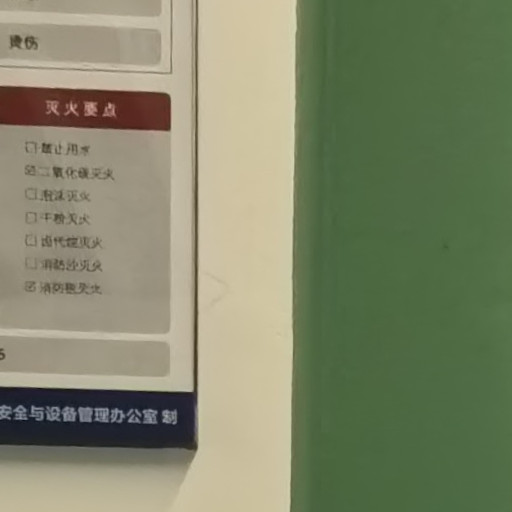 烫伤
灭火要点
☐禁止用水
☑二氧化碳灭火
☐泡沫灭火
☐干粉灭火
☐卤代烷灭火
☐消防沙灭火
☑消防毯灭火
6
安全与设备管理办公室 制